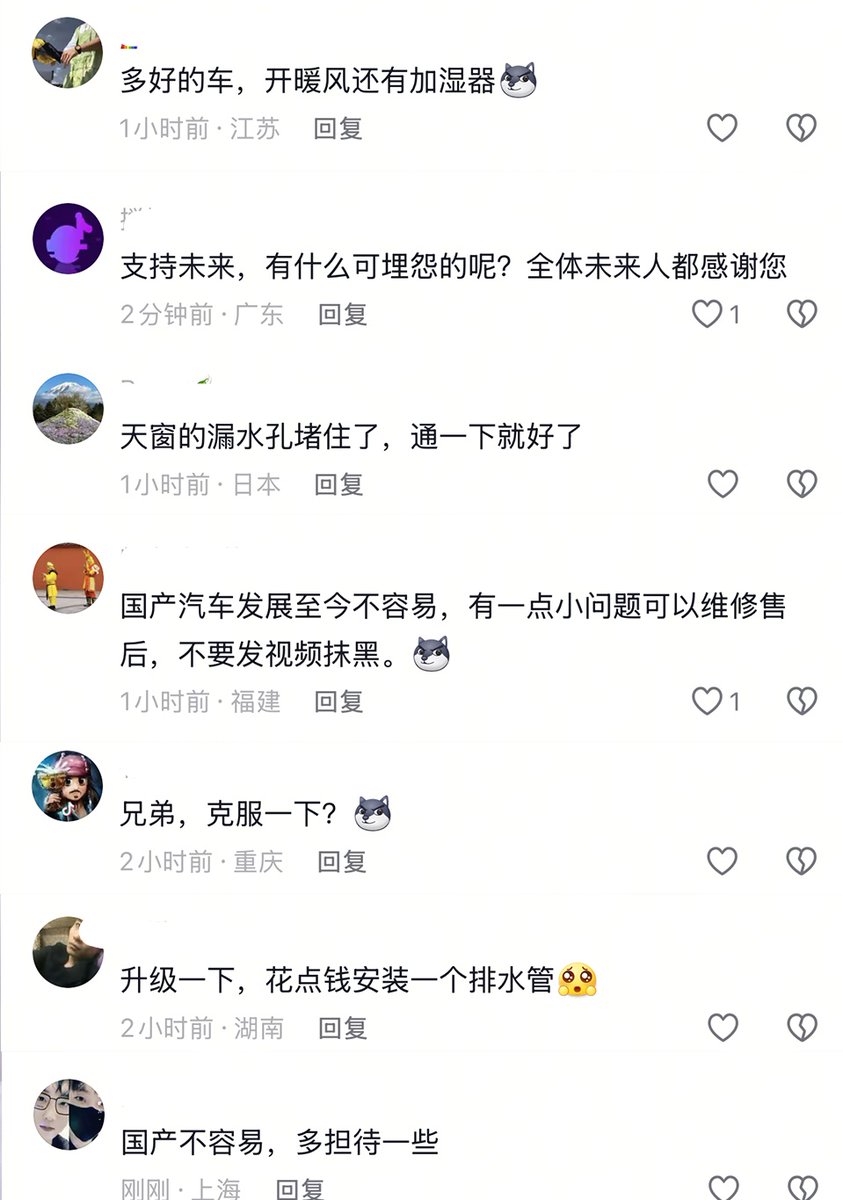 多好的车，开暖风还有加湿器
1小时前·江苏 回复
支持未来，有什么可埋怨的呢？全体未来人都感谢您
2分钟前·广东 回复
1
天窗的漏水孔堵住了，通一下就好了
1小时前·日本 回复
国产汽车发展至今不容易，有一点小问题可以维修售
后，不要发视频抹黑。
1小时前·福建 回复
1
兄弟，克服一下？
2小时前·重庆 回复
升级一下，花点钱安装一个排水管
2小时前·湖南 回复
国产不容易，多担待一些
刚刚·上海 回复